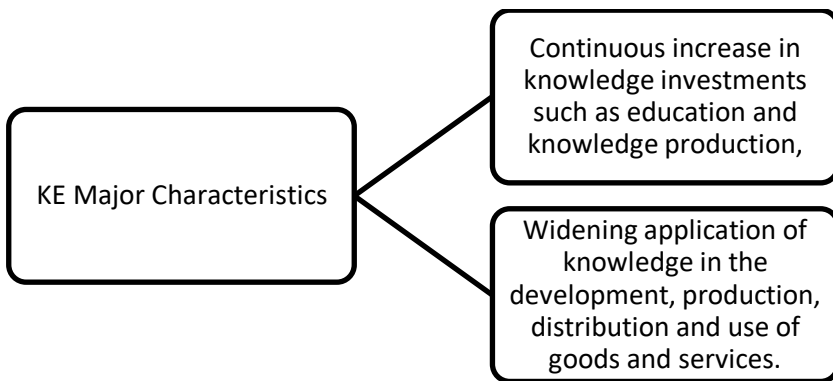 KE Major Characteristics
Continuous increase in
knowledge investments
such as education and
knowledge production,
Widening application of
knowledge in the
development, production,
distribution and use of
goods and services.